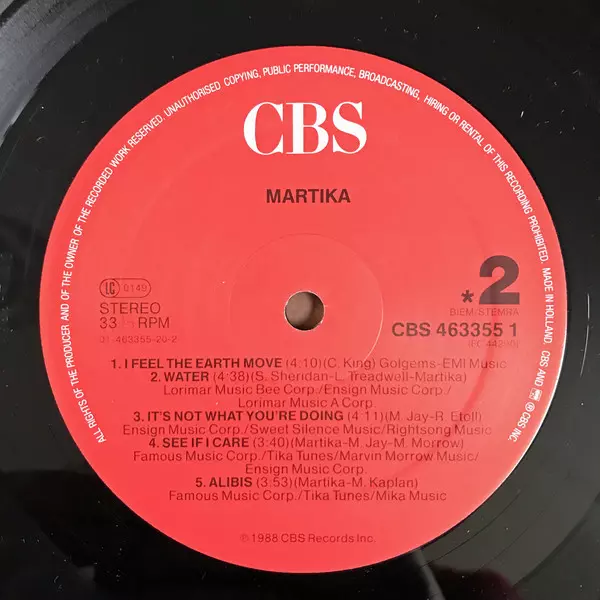 ALL RIGHTS OF THE PRODUCER AND OF THE OWNER OF THE RECORDED WORK RESERVED. UNAUTHORISED COPYING, PUBLIC PERFORMANCE, BROADCASTING, HIRING OR RENTAL OF THIS RECORDING PROHIBITED. MADE IN HOLLAND. CBS AND ℗ CBS INC.
CBS
MARTIKA
LC 0149
STEREO
33 RPM
01-463355-20-2
*2
BIEM/STEMRA
CBS 463355 1
1. I FEEL THE EARTH MOVE (4:10) (C. King) Golgems-EMI Music
2. WATER (4:38) (S. Sheridan-L. Treadwell-Martika)
Lorimar Music Bee Corp/Ensign Music Corp./
Lorimar Music A Corp
3. IT'S NOT WHAT YOU'RE DOING (4 11) (M. Jay-R. Etoll)
Ensign Music Corp./Sweet Silence Music/Rightsong Music
4. SEE IF I CARE (3:40) (Martika-M. Jay-M. Morrow)
Famous Music Corp./Tika Tunes/Marvin Morrow Music/
Ensign Music Corp.
5. ALIBIS (3:53) (Martika-M. Kaplan)
Famous Music Corp./Tika Tunes/Mika Music
℗ 1988 CBS Records Inc.